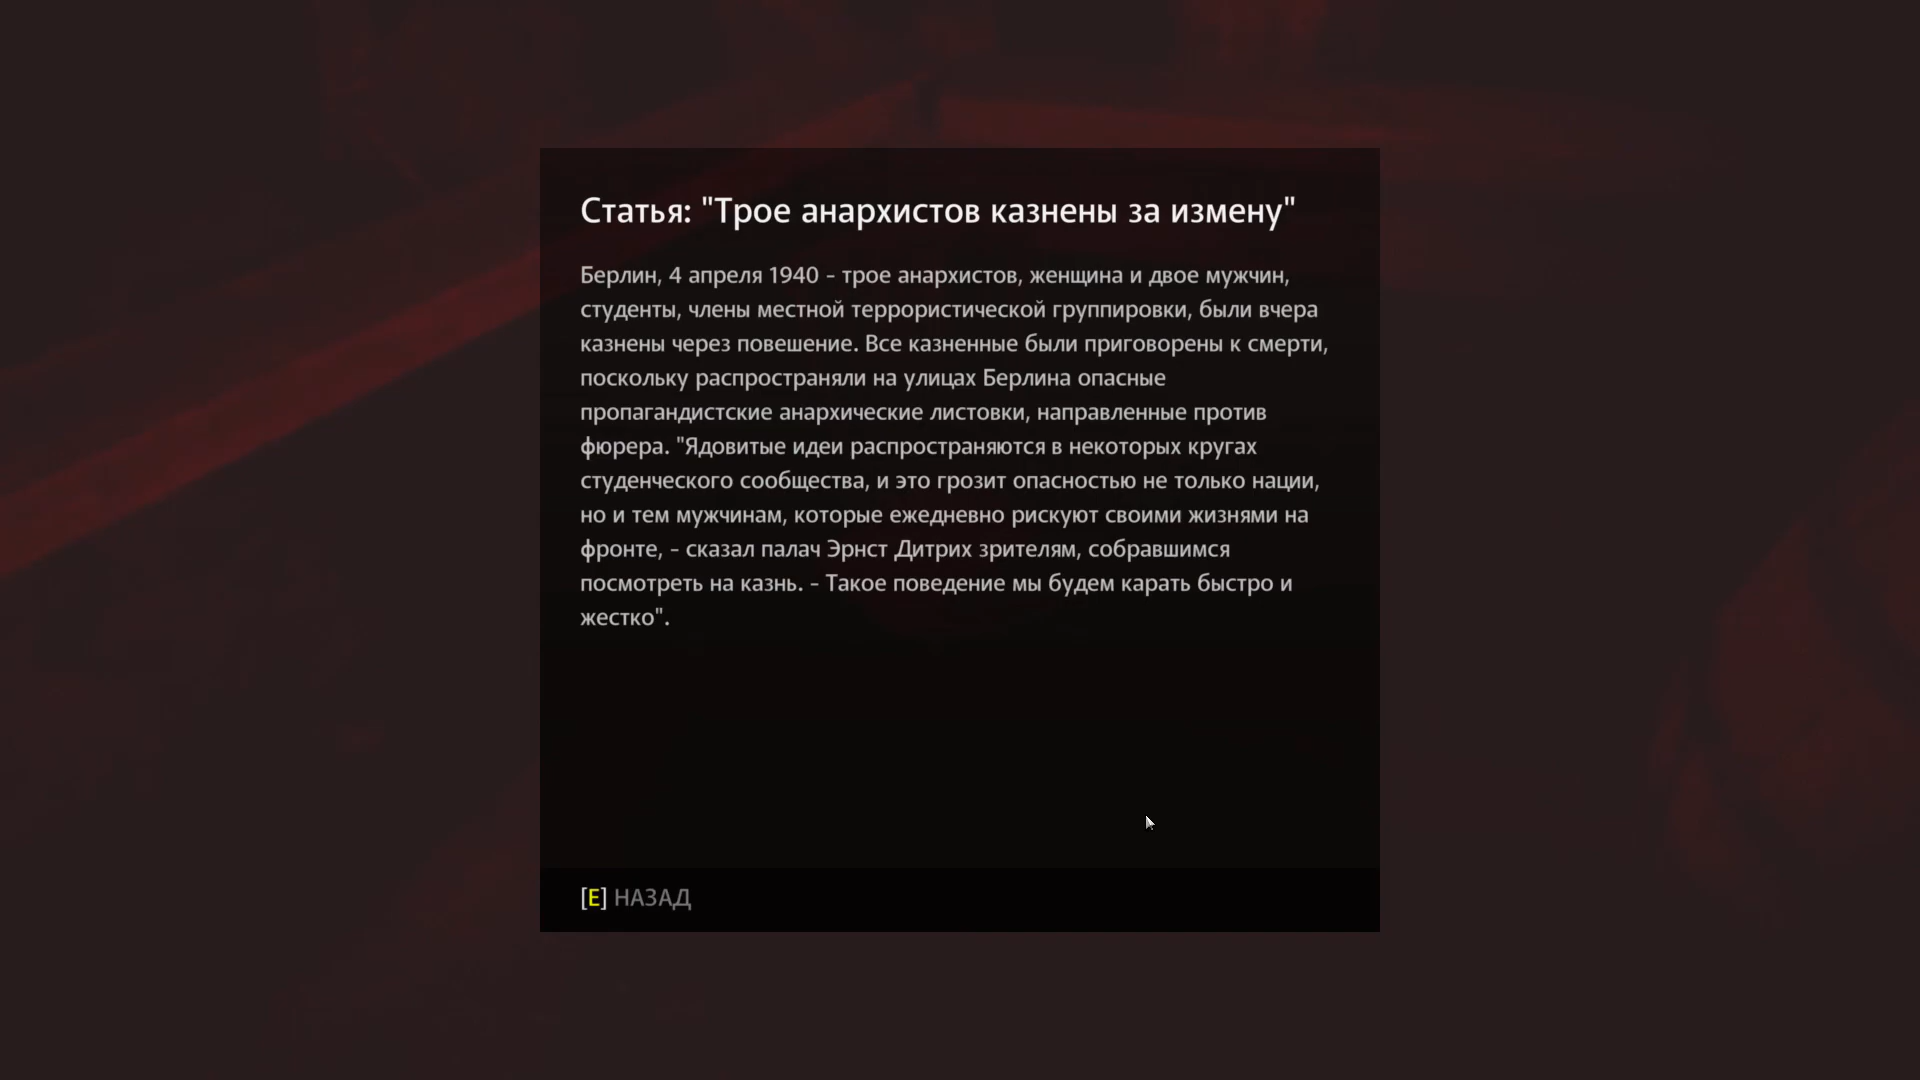 Статья: "Трое анархистов казнены за измену"
Берлин, 4 апреля 1940 - трое анархистов, женщина и двое мужчин,
студенты, члены местной террористической группировки, были вчера
казнены через повешение. Все казненные были приговорены к смерти,
поскольку распространяли на улицах Берлина опасные
пропагандистские анархические листовки, направленные против
фюрера. "Ядовитые идеи распространяются в некоторых кругах
студенческого сообщества, и это грозит опасностью не только нации,
но и тем мужчинам, которые ежедневно рискуют своими жизнями на
фронте, - сказал палач Эрнст Дитрих зрителям, собравшимся
посмотреть на казнь. - Такое поведение мы будем карать быстро и
жестко".
[E] НАЗАД